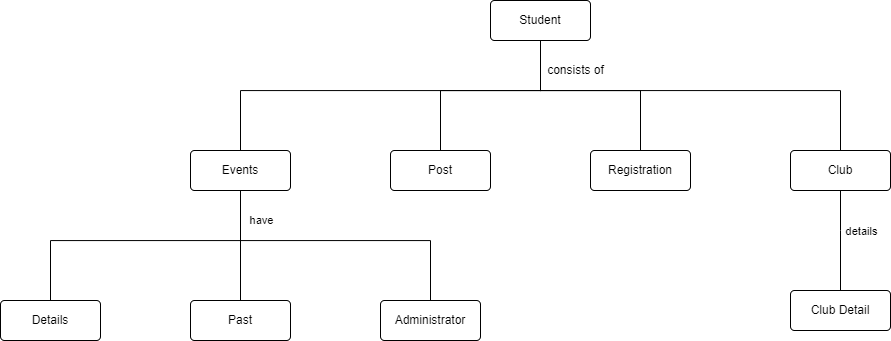 Student
consists of
Events
Post
Registration
Club
have
details
Details
Past
Administrator
Club Detail